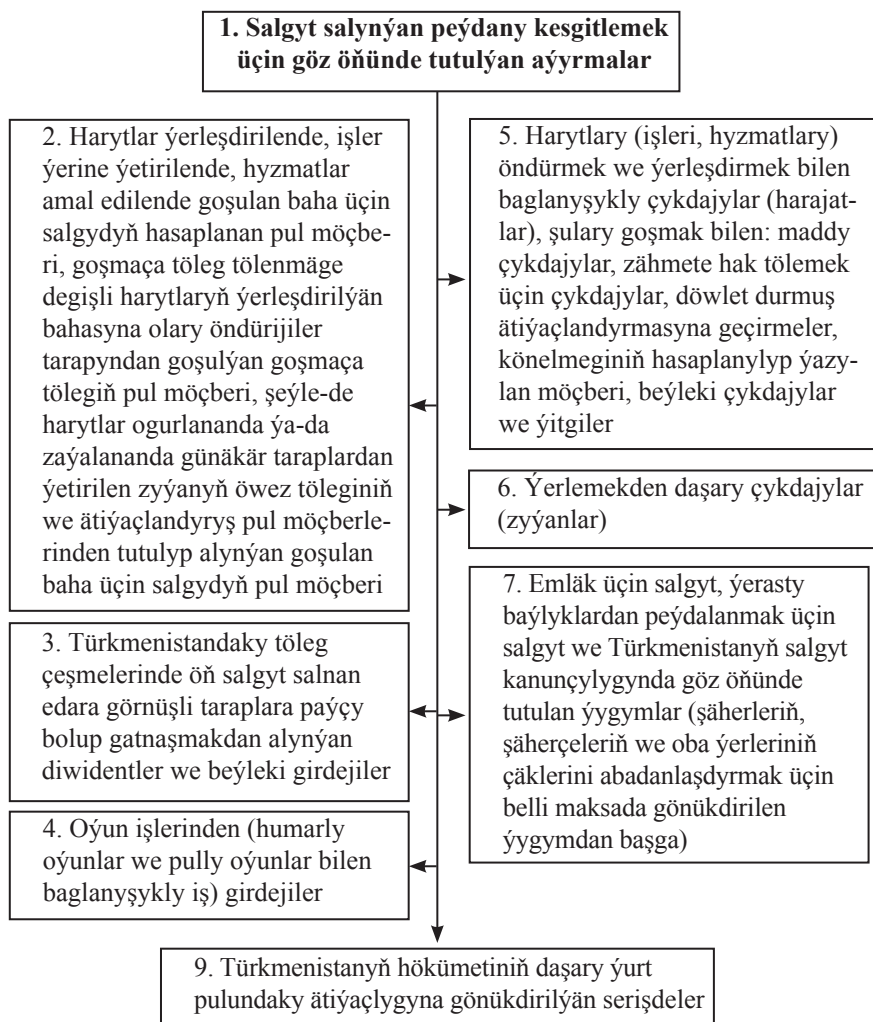 1. Salgyt salynýan peýdany kesgitlemek
üçin göz öňünde tutulýan aýyrmalar
2. Harytlar ýerleşdirilende, işler
ýerine ýetirilende, hyzmatlar
amal edilende goşulan baha üçin
salgydyň hasaplanan pul möçbe-
ri, goşmaça töleg tölenmäge
degişli harytlaryň ýerleşdirilýän
bahasyna olary öndürijiler
tarapyndan goşulýan goşmaça
tölegiň pul möçberi, şeýle-de
harytlar ogurlananda ýa-da
zaýalananda günäkär taraplardan
ýetirilen zyýanyň öwez töleginiň
we ätiýaçlandyryş pul möçberle-
rinden tutulyp alynýan goşulan
baha üçin salgydyň pul möçberi
3. Türkmenistandaky töleg
çeşmelerinde öň salgyt salnan
edara görnüşli taraplara paýçy
bolup gatnaşmakdan alynýan
diwidentler we beýleki girdejiler
4. Oýun işlerinden (humarly
oýunlar we pully oýunlar bilen
baglanyşykly iş) girdejiler
5. Harytlary (işleri, hyzmatlary)
öndürmek we ýerleşdirmek bilen
baglanyşykly çykdajylar (harajat-
lar), şulary goşmak bilen: maddy
çykdajylar, zähmete hak tölemek
üçin çykdajylar, döwlet durmuş
ätiýaçlandyrmasyna geçirmeler,
könelmeginiň hasaplanylyp ýazy-
lan möçberi, beýleki çykdajylar
we ýitgiler
6. Ýerlemekden daşary çykdajylar
(zyýanlar)
7. Emläk üçin salgyt, ýerasty
baýlyklardan peýdalanmak üçin
salgyt we Türkmenistanyň salgyt
kanunçylygynda göz öňünde
tutulan ýygymlar (şäherleriň,
şäherçeleriň we oba ýerleriniň
çäklerini abadanlaşdyrmak üçin
belli maksada gönükdirilen
ýygymdan başga)
9. Türkmenistanyň hökümetiniň daşary ýurt
pulundaky ätiýaçlygyna gönükdirilýän serişdeler